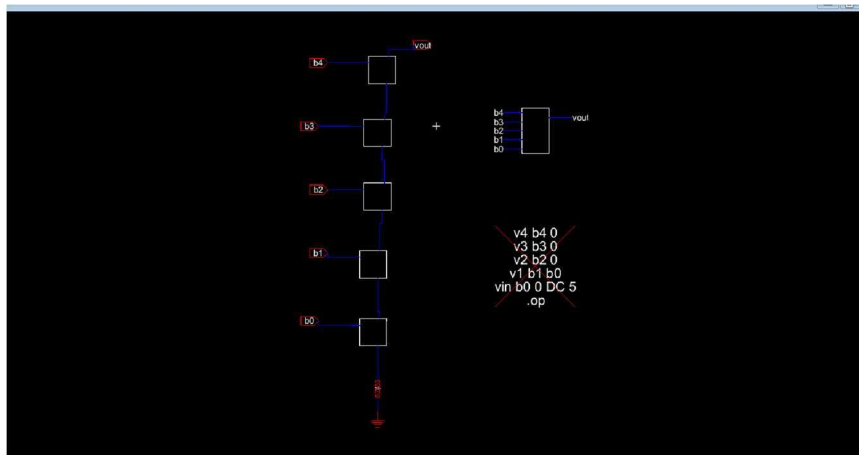 vout
b4
b3
b2
b1
b0
b4
b3
b2
b1
b0
vout
v4 b4 0
v3 b3 0
v2 b2 0
v1 b1 b0
vin b0 0 DC 5
.op